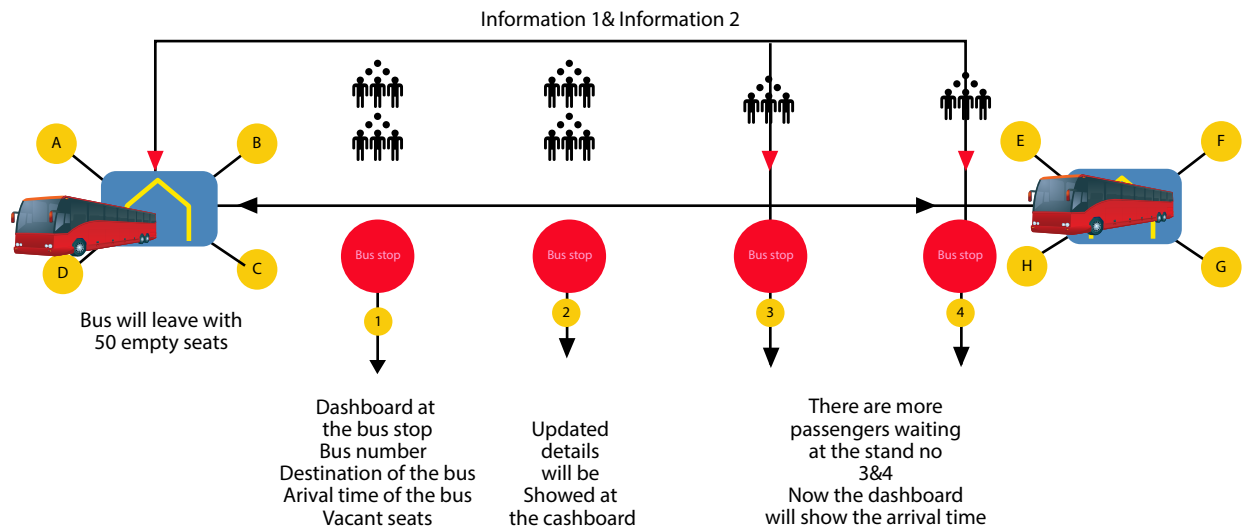 Information 1& Information 2
A
B
E
F
D
C
H
G
Bus stop
Bus stop
Bus stop
Bus stop
1
2
3
4
Bus will leave with
50 empty seats
Dashboard at
the bus stop
Bus number
Destination of the bus
Arival time of the bus
Vacant seats
Updated
details
will be
Showed at
the cashboard
There are more
passengers waiting
at the stand no
3&4
Now the dashboard
will show the arrival time